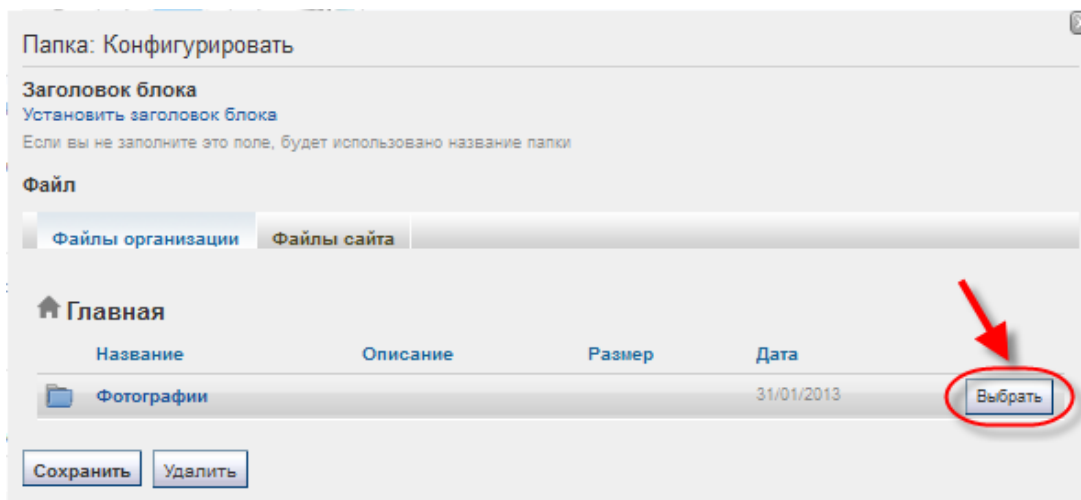 Папка: Конфигурировать
Заголовок блока
Установить заголовок блока
Если вы не заполните это поле, будет использовано название папки
Файл
Файлы организации Файлы сайта
Главная
Название Описание Размер Дата
Фотографии 31/01/2013 Выбрать
Сохранить Удалить